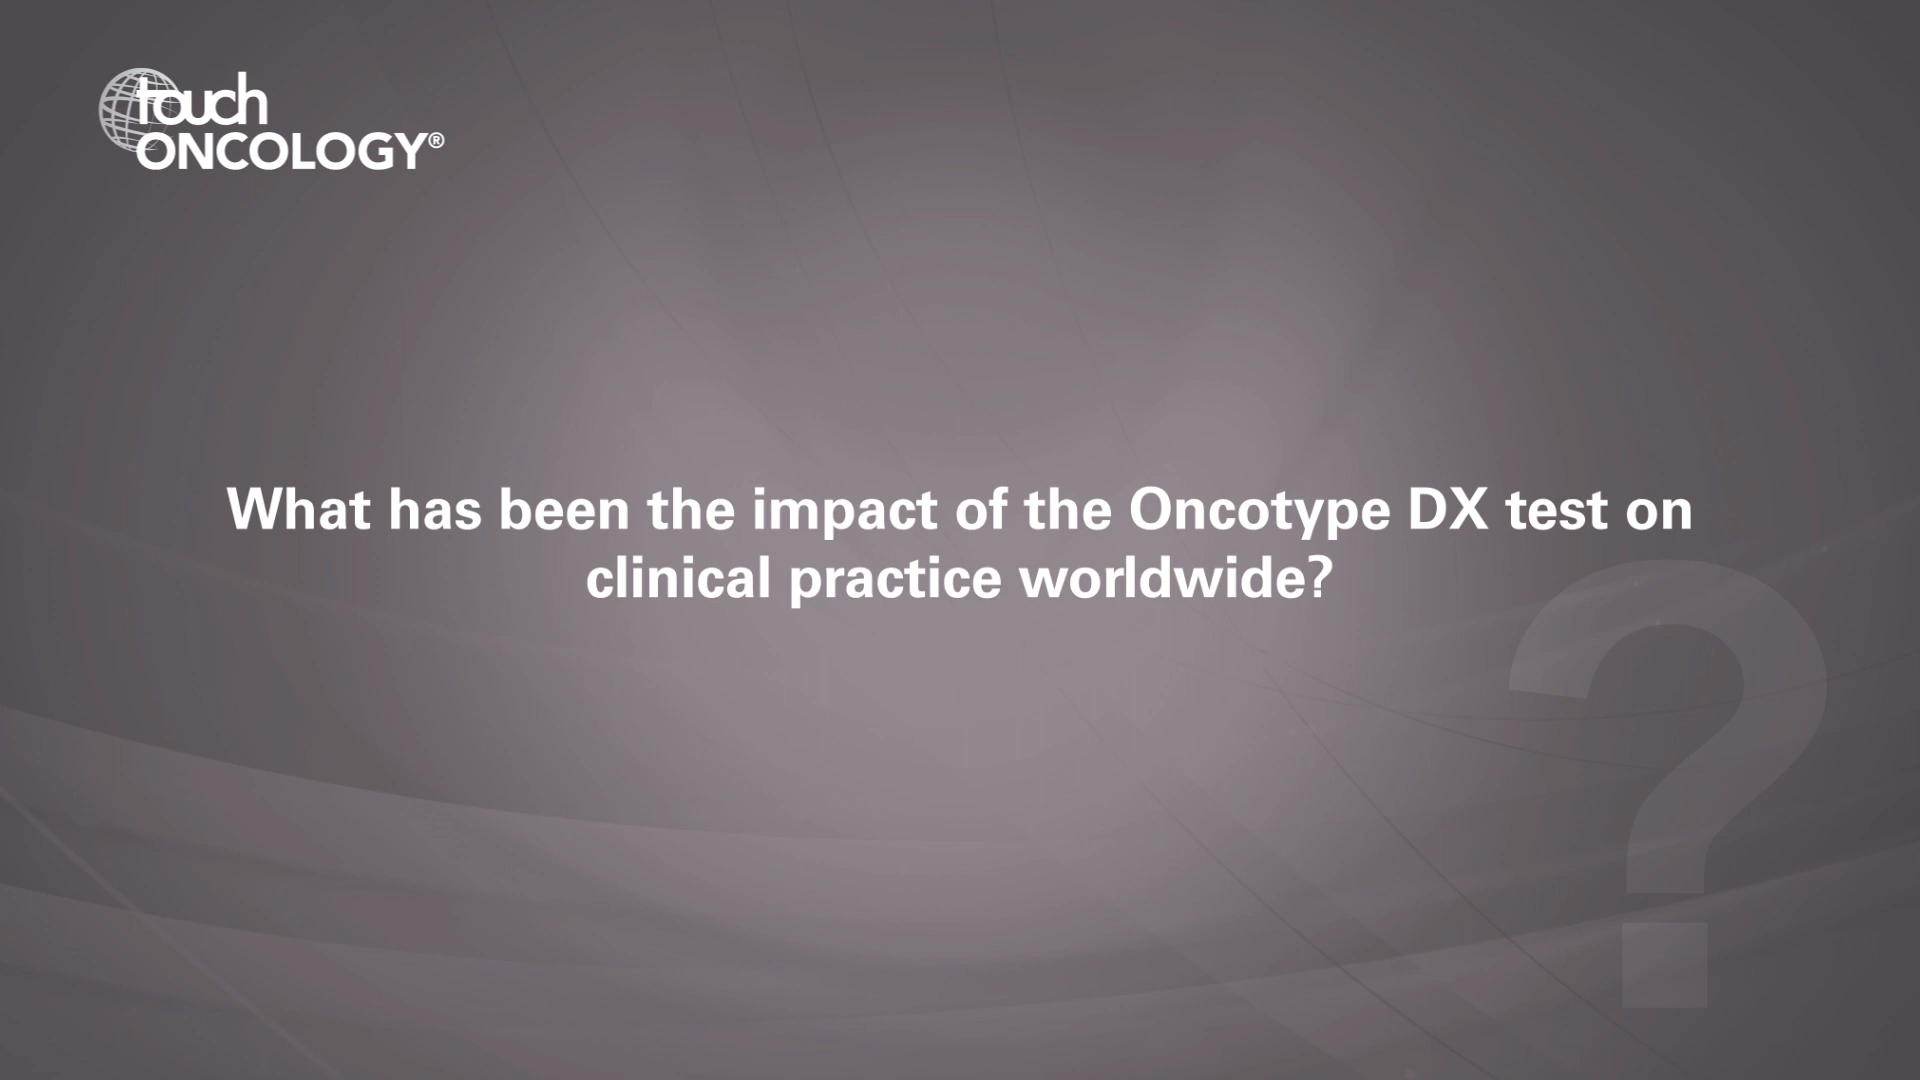 touch
ONCOLOGY®
What has been the impact of the Oncotype DX test on
clinical practice worldwide?
?